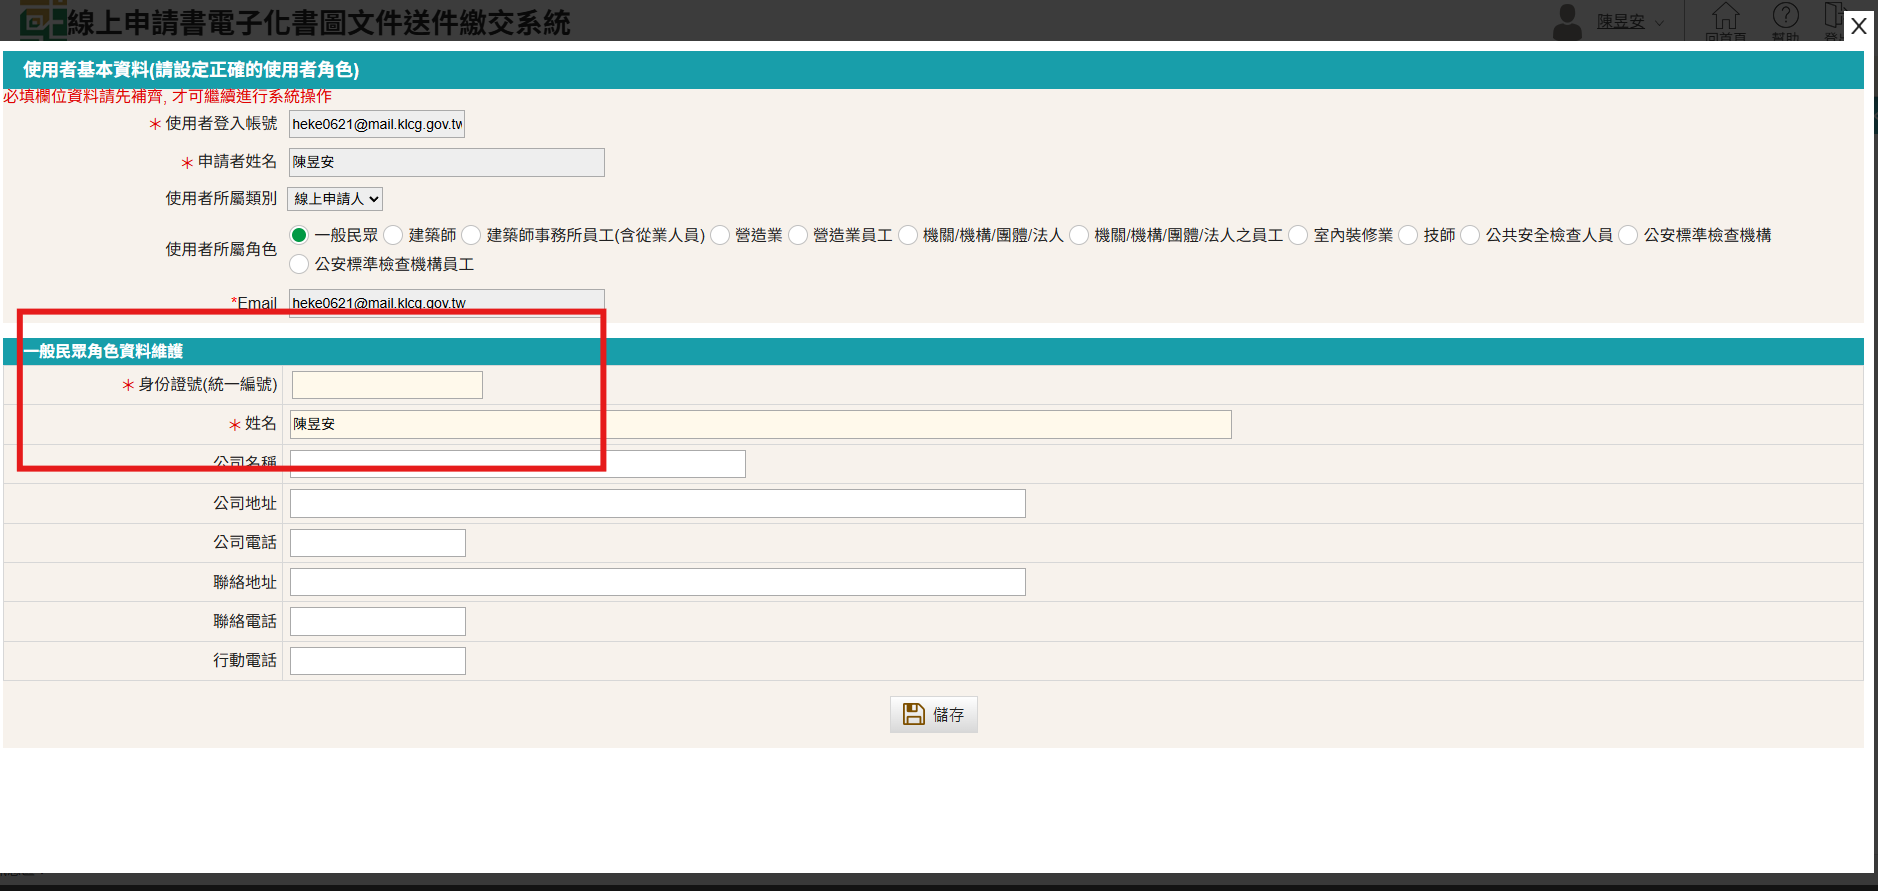 線上申請書電子化書圖文件送件繳交系統
陳昱安
回首頁
幫助
X
使用者基本資料(請設定正確的使用者角色)
必填欄位資料請先補齊, 才可繼續進行系統操作
＊使用者登入帳號 heke0621@mail.klcg.gov.tw
＊申請者姓名 陳昱安
使用者所屬類別 線上申請人
使用者所屬角色
一般民眾 建築師 建築師事務所員工(含從業人員) 營造業 營造業員工 機關/機構/團體/法人 機關/機構/團體/法人之員工 室內裝修業 技師 公共安全檢查人員 公安標準檢查機構
公安標準檢查機構員工
*Email heke0621@mail.klcg.gov.tw
一般民眾角色資料維護
＊身份證號(統一編號)
＊姓名 陳昱安
公司名稱
公司地址
公司電話
聯絡地址
聯絡電話
行動電話
儲存